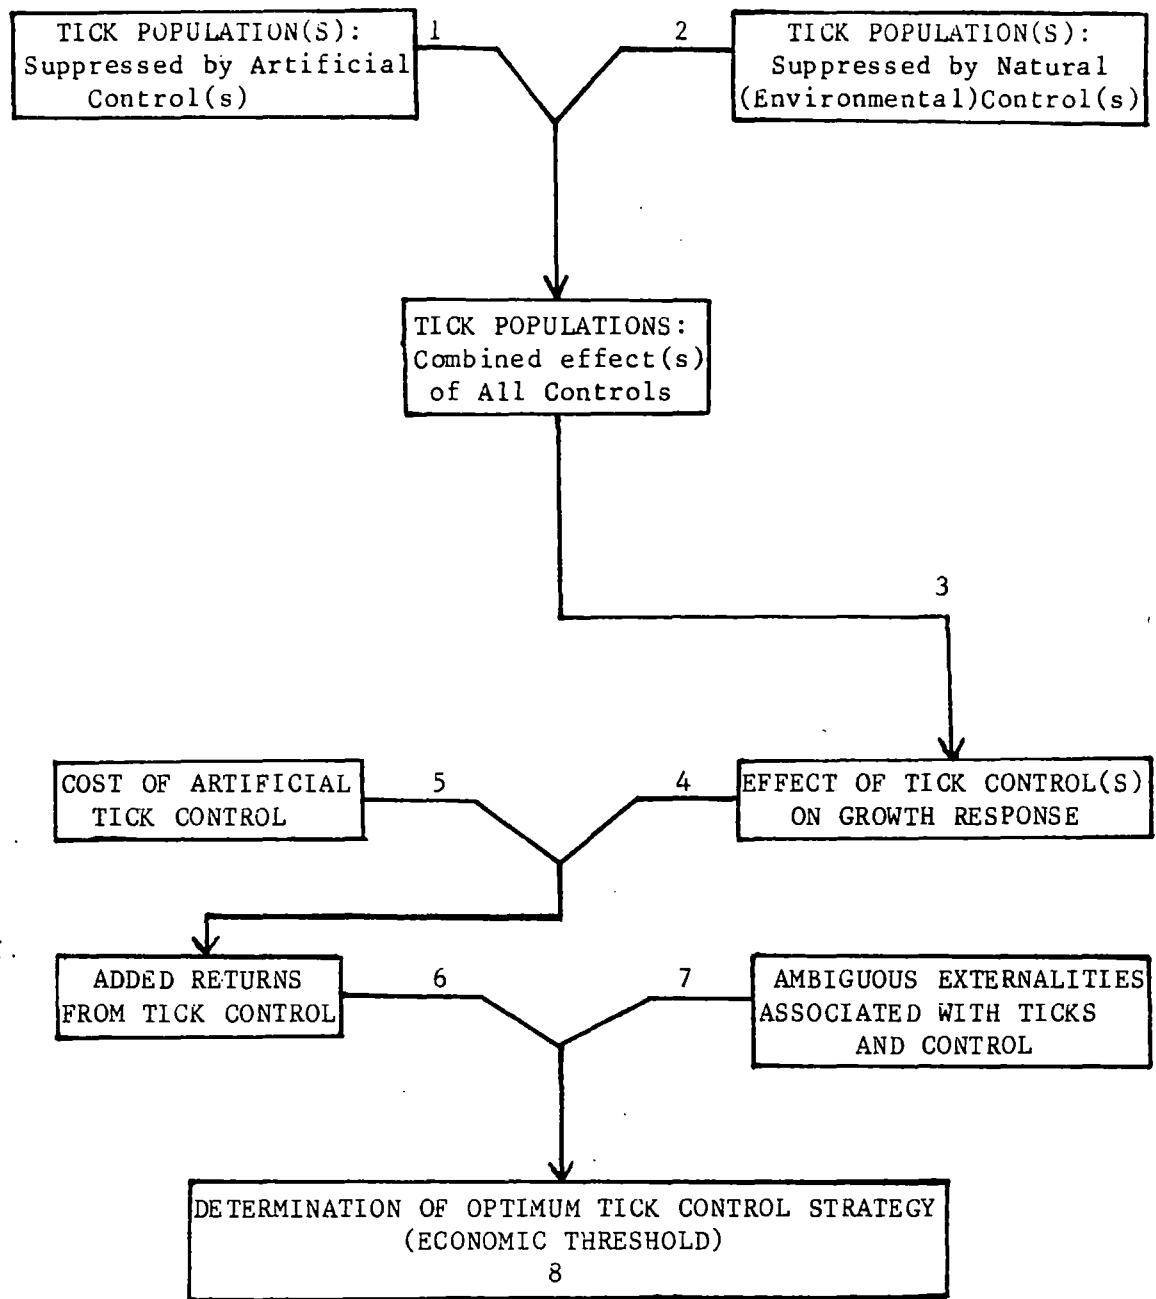 TICK POPULATION(S):
Suppressed by Artificial
Control(s)
1
2
TICK POPULATION(S):
Suppressed by Natural
(Environmental)Control(s)
TICK POPULATIONS:
Combined effect(s)
of All Controls
3
COST OF ARTIFICIAL
TICK CONTROL
5
4
EFFECT OF TICK CONTROL(S)
ON GROWTH RESPONSE
ADDED RETURNS
FROM TICK CONTROL
6
7
AMBIGUOUS EXTERNALITIES
ASSOCIATED WITH TICKS
AND CONTROL
DETERMINATION OF OPTIMUM TICK CONTROL STRATEGY
(ECONOMIC THRESHOLD)
8